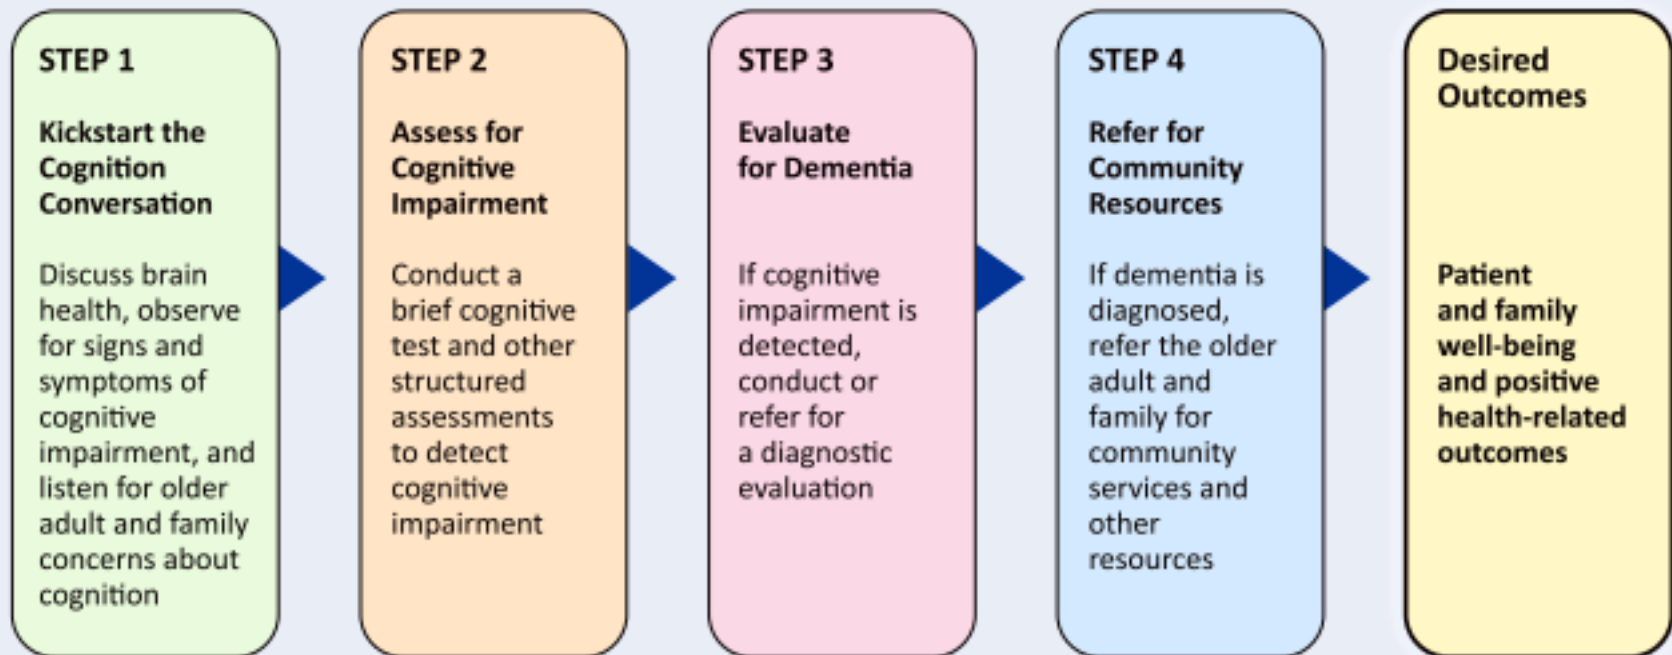 STEP 1
Kickstart the
Cognition
Conversation
Discuss brain
health, observe
for signs and
symptoms of
cognitive
impairment, and
listen for older
adult and family
concerns about
cognition
STEP 2
Assess for
Cognitive
Impairment
Conduct a
brief cognitive
test and other
structured
assessments
to detect
cognitive
impairment
STEP 3
Evaluate
for Dementia
If cognitive
impairment is
detected,
conduct or
refer for
a diagnostic
evaluation
STEP 4
Refer for
Community
Resources
If dementia is
diagnosed,
refer the older
adult and
family for
community
services and
other
resources
Desired
Outcomes
Patient
and family
well-being
and positive
health-related
outcomes